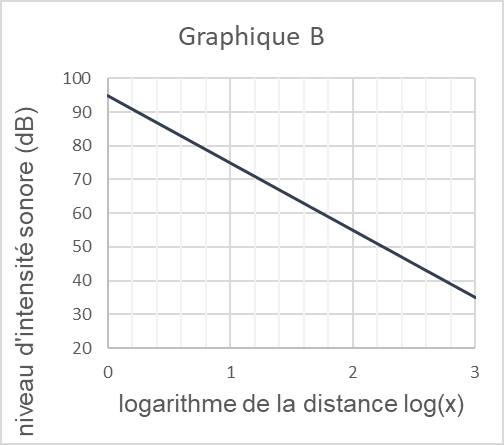 Graphique B
niveau d'intensité sonore (dB)
100
90
80
70
60
50
40
30
20
0 1 2 3
logarithme de la distance log(x)